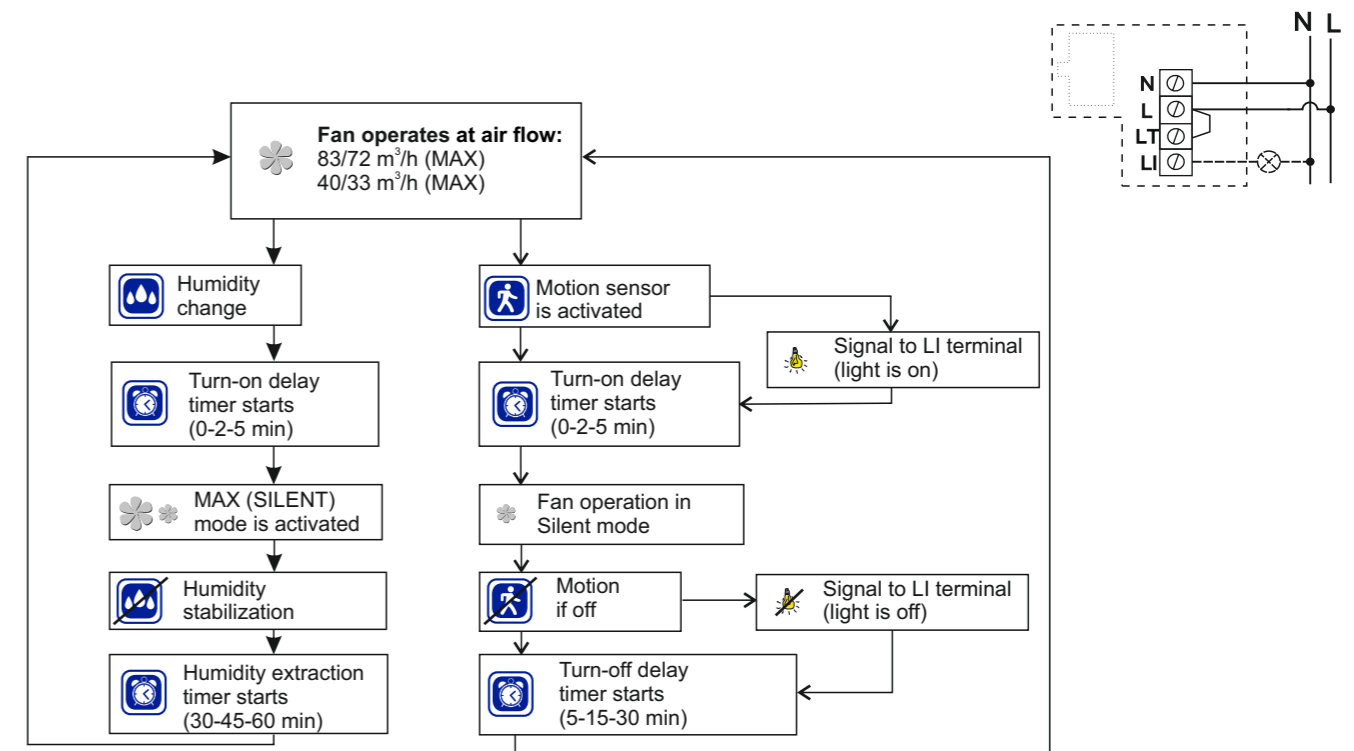 N L
N
L
LT
LI
Fan operates at air flow:
83/72 m³/h (MAX)
40/33 m³/h (MAX)
Humidity
change
Turn-on delay
timer starts
(0-2-5 min)
MAX (SILENT)
mode is activated
Humidity
stabilization
Humidity extraction
timer starts
(30-45-60 min)
Motion sensor
is activated
Signal to LI terminal
(light is on)
Turn-on delay
timer starts
(0-2-5 min)
Fan operation in
Silent mode
Motion
if off
Signal to LI terminal
(light is off)
Turn-off delay
timer starts
(5-15-30 min)